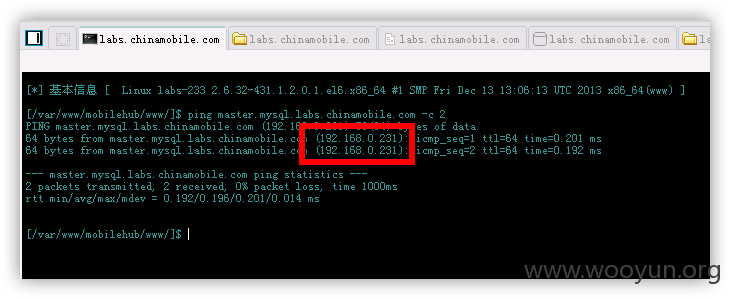 labs.chinamobile.com labs.chinamobile.com labs.chinamobile.com labs.chinamobile.com labs.chin
[*] 基本信息 [ Linux labs-233 2.6.32-431.1.2.0.1.el6.x86_64 #1 SMP Fri Dec 13 13:06:13 UTC 2013 x86_64(www) ]
[/var/www/mobilehub/www/]$ ping master.mysql.labs.chinamobile.com -c 2
PING master.mysql.labs.chinamobile.com (192.168. bytes of data.
64 bytes from master.mysql.labs.chinamobile.com (192.168.0.231): icmp_seq=1 ttl=64 time=0.201 ms
64 bytes from master.mysql.labs.chinamobile.com (192.168.0.231): icmp_seq=2 ttl=64 time=0.192 ms
--- master.mysql.labs.chinamobile.com ping statistics ---
2 packets transmitted, 2 received, 0% packet loss, time 1000ms
rtt min/avg/max/mdev = 0.192/0.196/0.201/0.014 ms
[/var/www/mobilehub/www/]$
www.wooyun.org